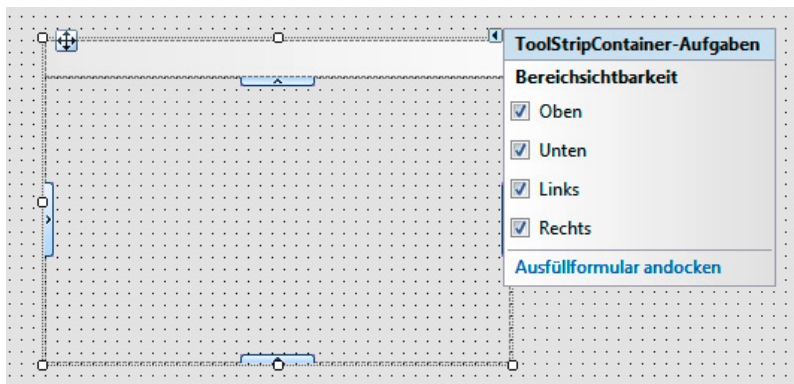 ToolStripContainer-Aufgaben
Bereichsichtbarkeit
Oben
Unten
Links
Rechts
Ausfüllformular andocken